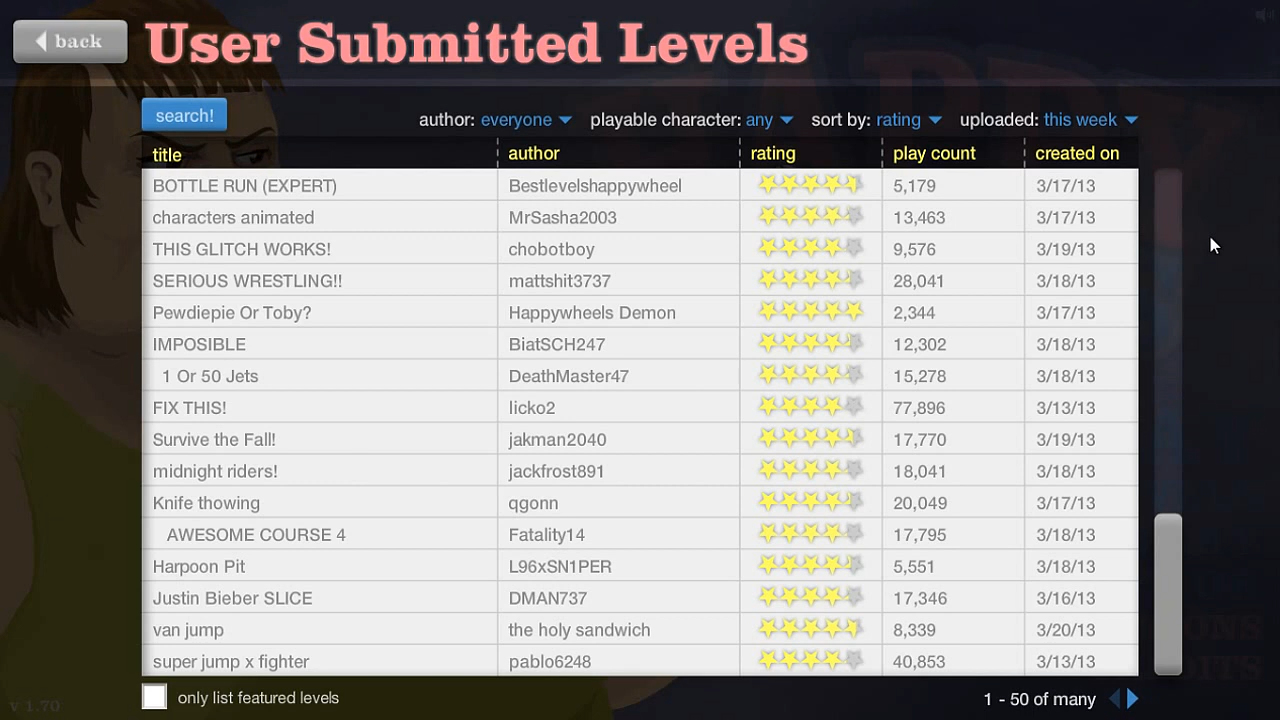 back
User Submitted Levels
search!
author: everyone playable character: any sort by: rating uploaded: this week
title author rating play count created on
BOTTLE RUN (EXPERT) Bestlevelshappywheel 5,179 3/17/13
characters animated MrSasha2003 13,463 3/17/13
THIS GLITCH WORKS! chobotboy 9,576 3/19/13
SERIOUS WRESTLING!! mattshit3737 28,041 3/18/13
Pewdiepie Or Toby? Happywheels Demon 2,344 3/17/13
IMPOSIBLE BiatSCH247 12,302 3/18/13
1 Or 50 Jets DeathMaster47 15,278 3/18/13
FIX THIS! licko2 77,896 3/13/13
Survive the Fall! jakman2040 17,770 3/19/13
midnight riders! jackfrost891 18,041 3/18/13
Knife thowing qgonn 20,049 3/17/13
AWESOME COURSE 4 Fatality14 17,795 3/18/13
Harpoon Pit L96xSN1PER 5,551 3/18/13
Justin Bieber SLICE DMAN737 17,346 3/16/13
van jump the holy sandwich 8,339 3/20/13
super jump x fighter pablo6248 40,853 3/13/13
only list featured levels 1 - 50 of many
v 1.70